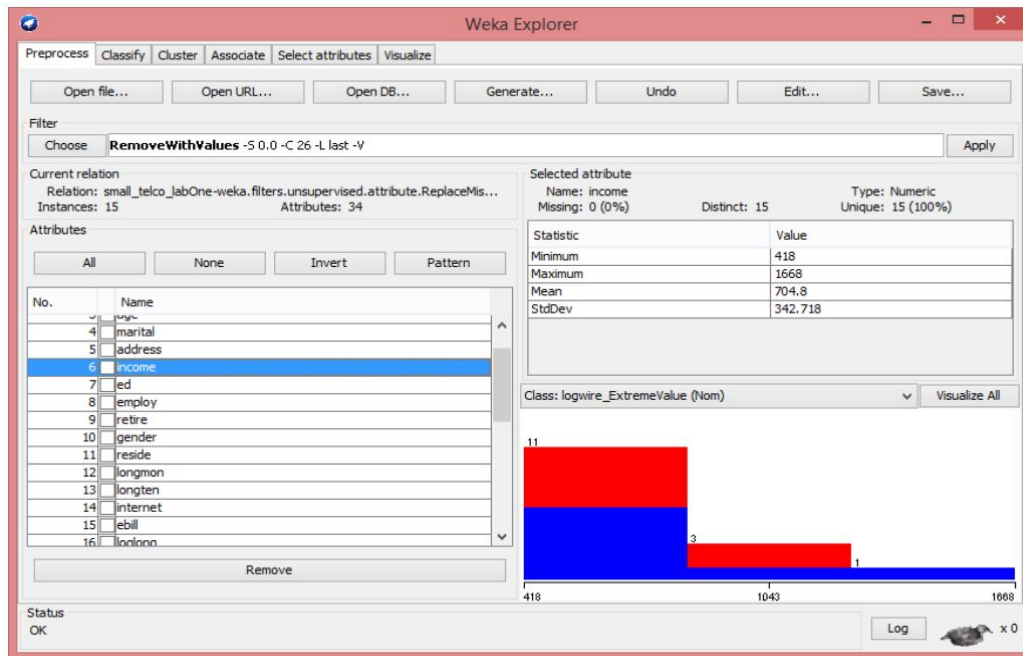 Weka Explorer
Preprocess Classify Cluster Associate Select attributes Visualize
Open file... Open URL... Open DB... Generate... Undo Edit... Save...
Filter
Choose RemoveWithValues -S 0.0 -C 26 -L last -V Apply
Current relation
Relation: small_telco_labOne-weka.filters.unsupervised.attribute.ReplaceMis...
Instances: 15 Attributes: 34
Attributes
All None Invert Pattern
No. Name
3 age
4 marital
5 address
6 income
7 ed
8 employ
9 retire
10 gender
11 reside
12 longmon
13 longten
14 internet
15 ebill
16 loglong
Remove
Selected attribute
Name: income Type: Numeric
Missing: 0 (0%) Distinct: 15 Unique: 15 (100%)
Statistic Value
Minimum 418
Maximum 1668
Mean 704.8
StdDev 342.718
Class: logwire_ExtremeValue (Nom) Visualize All
11
3
1
418 1043 1668
Status
OK
Log x 0